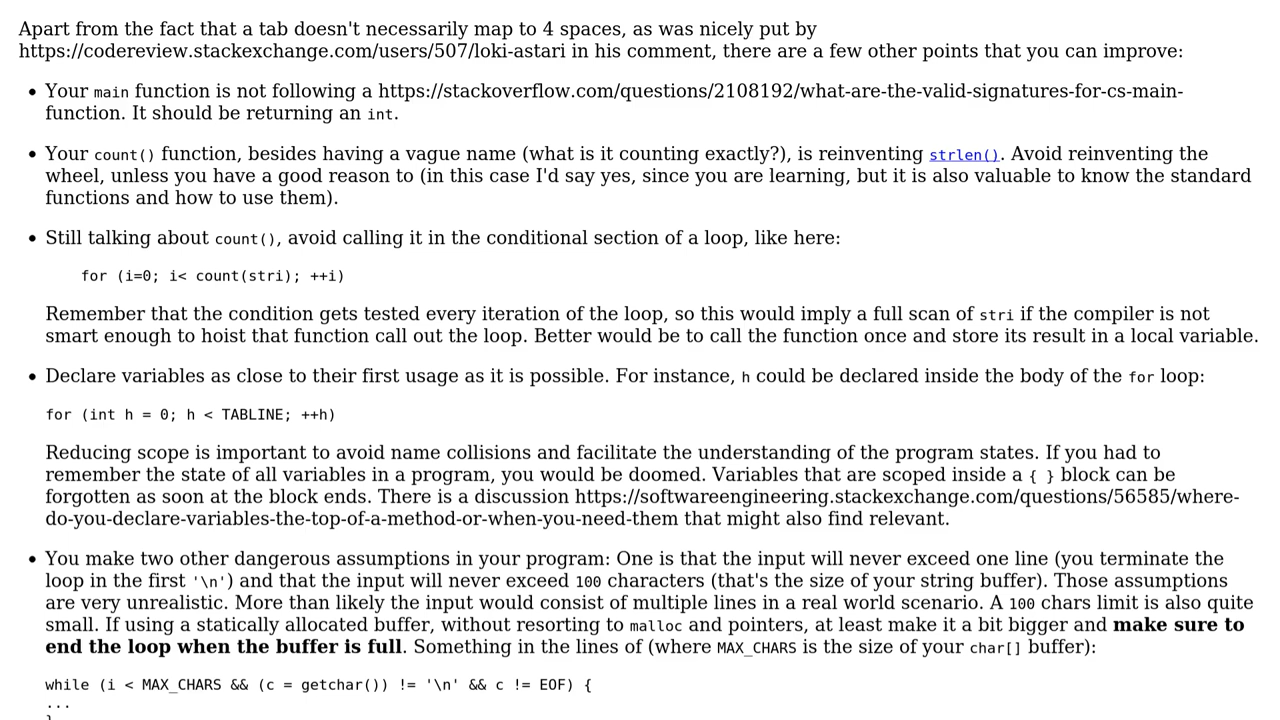 Apart from the fact that a tab doesn't necessarily map to 4 spaces, as was nicely put by
https://codereview.stackexchange.com/users/507/loki-astari in his comment, there are a few other points that you can improve:
• Your main function is not following a https://stackoverflow.com/questions/2108192/what-are-the-valid-signatures-for-cs-main-
function. It should be returning an int.
• Your count() function, besides having a vague name (what is it counting exactly?), is reinventing strlen(). Avoid reinventing the
wheel, unless you have a good reason to (in this case I'd say yes, since you are learning, but it is also valuable to know the standard
functions and how to use them).
• Still talking about count(), avoid calling it in the conditional section of a loop, like here:
for (i=0; i< count(stri); ++i)
Remember that the condition gets tested every iteration of the loop, so this would imply a full scan of stri if the compiler is not
smart enough to hoist that function call out the loop. Better would be to call the function once and store its result in a local variable.
• Declare variables as close to their first usage as it is possible. For instance, h could be declared inside the body of the for loop:
for (int h = 0; h < TABLINE; ++h)
Reducing scope is important to avoid name collisions and facilitate the understanding of the program states. If you had to
remember the state of all variables in a program, you would be doomed. Variables that are scoped inside a { } block can be
forgotten as soon at the block ends. There is a discussion https://softwareengineering.stackexchange.com/questions/56585/where-
do-you-declare-variables-the-top-of-a-method-or-when-you-need-them that might also find relevant.
• You make two other dangerous assumptions in your program: One is that the input will never exceed one line (you terminate the
loop in the first '\n') and that the input will never exceed 100 characters (that's the size of your string buffer). Those assumptions
are very unrealistic. More than likely the input would consist of multiple lines in a real world scenario. A 100 chars limit is also quite
small. If using a statically allocated buffer, without resorting to malloc and pointers, at least make it a bit bigger and make sure to
end the loop when the buffer is full. Something in the lines of (where MAX_CHARS is the size of your char[] buffer):
while (i < MAX_CHARS && (c = getchar()) != '\n' && c != EOF) {
...
}